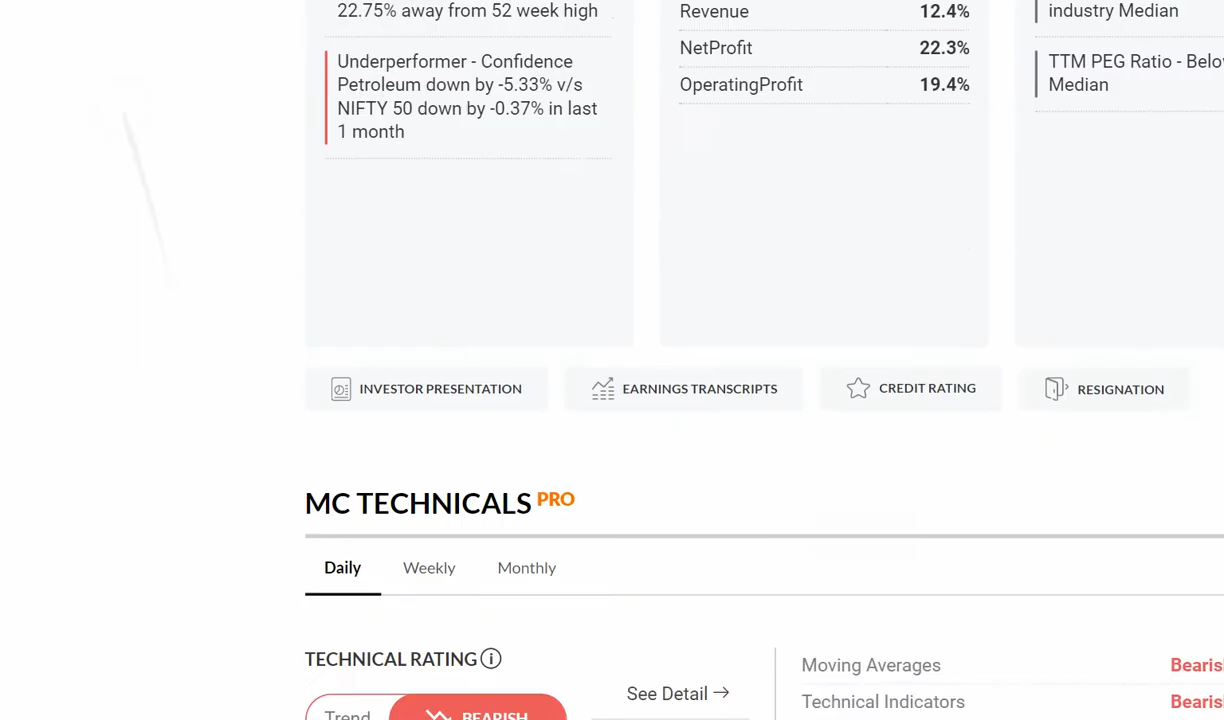 22.75% away from 52 week high
Underperformer - Confidence
Petroleum down by -5.33% v/s
NIFTY 50 down by -0.37% in last
1 month
Revenue 12.4%
NetProfit 22.3%
OperatingProfit 19.4%
industry Median
TTM PEG Ratio - Belo
Median
INVESTOR PRESENTATION
EARNINGS TRANSCRIPTS
CREDIT RATING
RESIGNATION
MC TECHNICALS PRO
Daily Weekly Monthly
TECHNICAL RATING
Trend BEARISH
See Detail →
Moving Averages Bearis
Technical Indicators Bearis